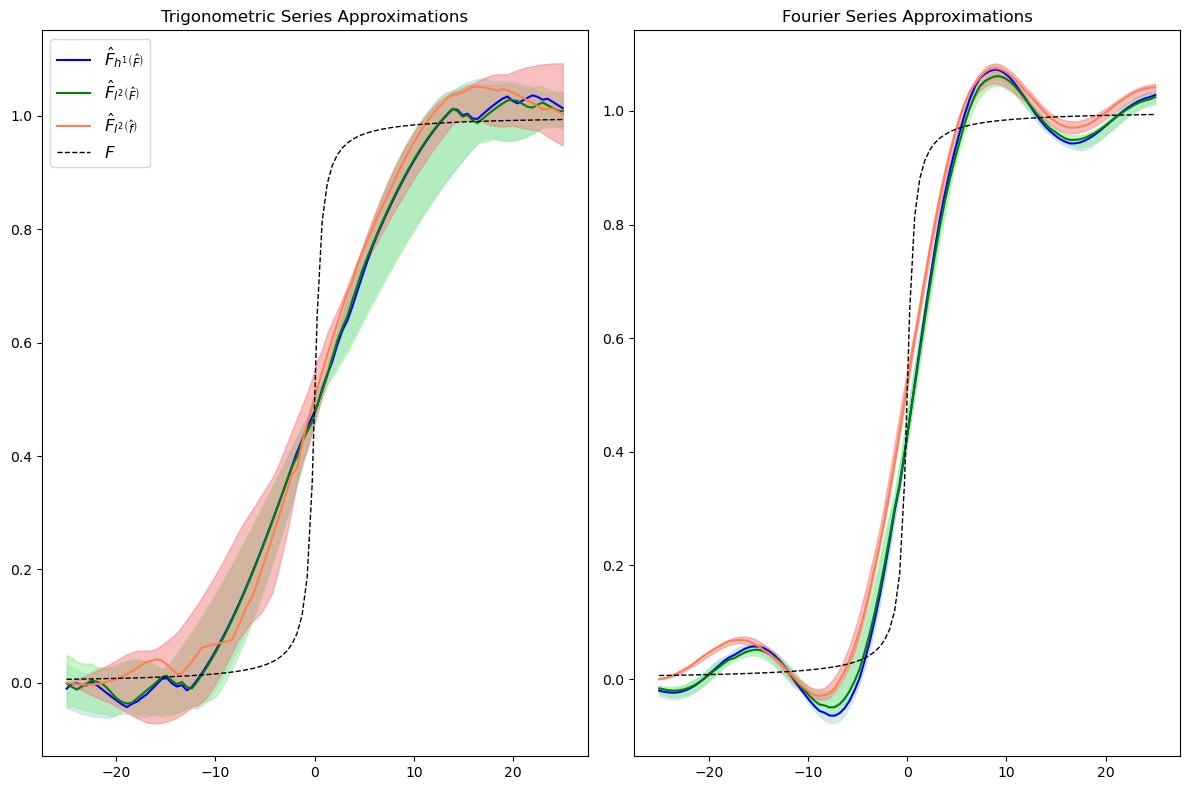 Trigonometric Series Approximations
F̂_{h¹(F̂)}
F̂_{l²(F̂)}
F̂_{l²(f̂)}
F
1.0
0.8
0.6
0.4
0.2
0.0
−20 −10 0 10 20
Fourier Series Approximations
1.0
0.8
0.6
0.4
0.2
0.0
−20 −10 0 10 20